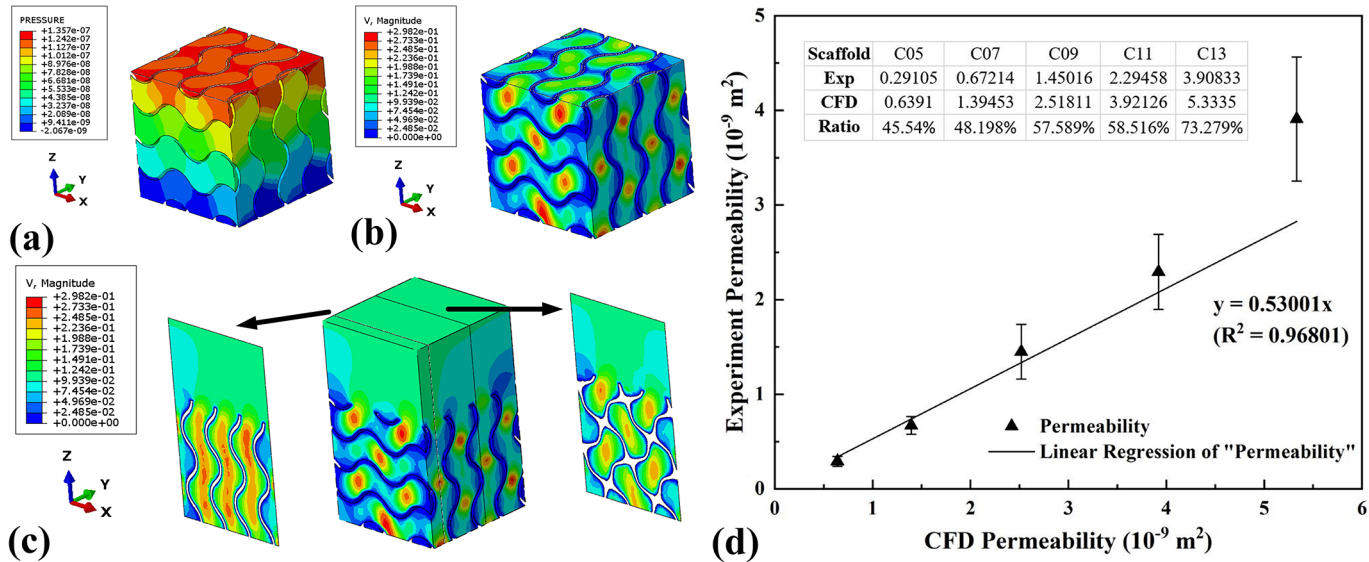 (a)
PRESSURE
+1.357e-07
+1.242e-07
+1.127e-07
+1.012e-07
+8.976e-08
+7.828e-08
+6.681e-08
+5.533e-08
+4.385e-08
+3.237e-08
+2.089e-08
+9.411e-09
-2.067e-09
Z
Y
X
(b)
V, Magnitude
+2.982e-01
+2.733e-01
+2.485e-01
+2.236e-01
+1.988e-01
+1.739e-01
+1.491e-01
+1.242e-01
+9.939e-02
+7.454e-02
+4.969e-02
+2.485e-02
+0.000e+00
Z
Y
X
(c)
V, Magnitude
+2.982e-01
+2.733e-01
+2.485e-01
+2.236e-01
+1.988e-01
+1.739e-01
+1.491e-01
+1.242e-01
+9.939e-02
+7.454e-02
+4.969e-02
+2.485e-02
+0.000e+00
Z
Y
X
(d)
Experiment Permeability (10-9 m2)
5
4
3
2
1
0
Scaffold C05 C07 C09 C11 C13
Exp 0.29105 0.67214 1.45016 2.29458 3.90833
CFD 0.6391 1.39453 2.51811 3.92126 5.3335
Ratio 45.54% 48.198% 57.589% 58.516% 73.279%
y = 0.53001x
(R2 = 0.96801)
Permeability
Linear Regression of "Permeability"
0 1 2 3 4 5 6
CFD Permeability (10-9 m2)